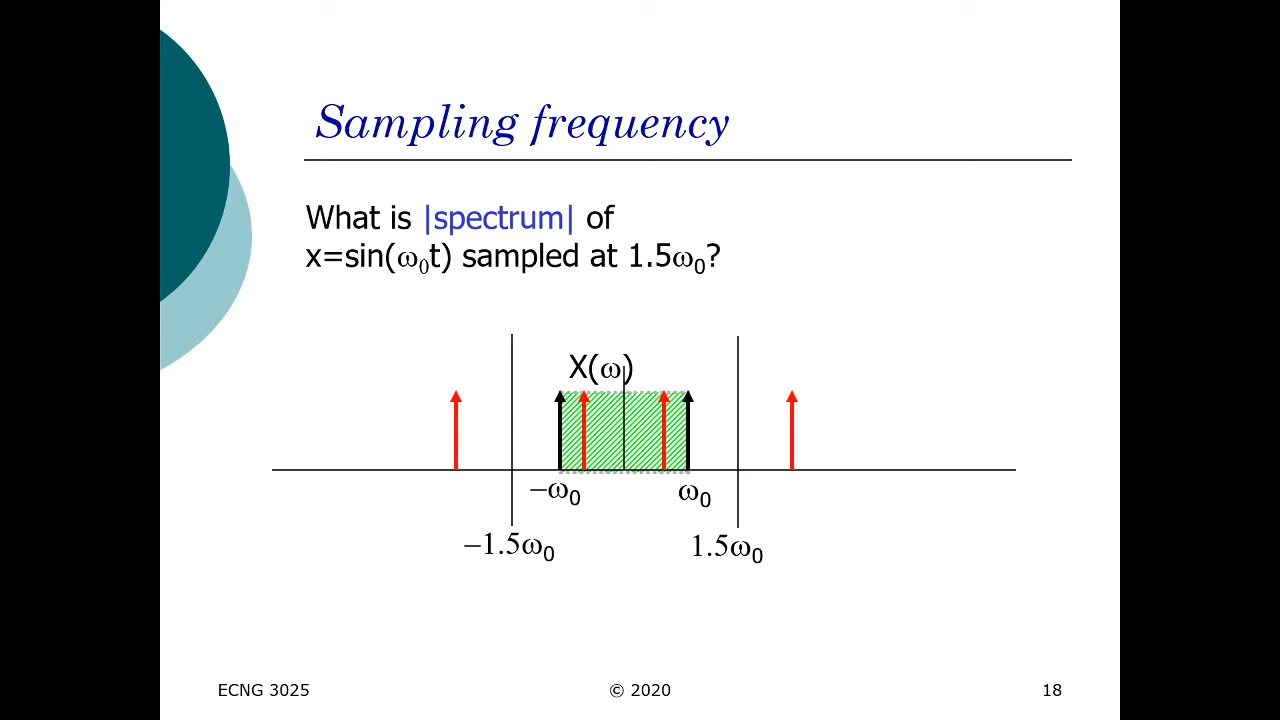 Sampling frequency
What is |spectrum| of
x=sin(ω₀t) sampled at 1.5ω₀?
X(ω)
−ω₀
ω₀
−1.5ω₀
1.5ω₀
ECNG 3025
© 2020
18